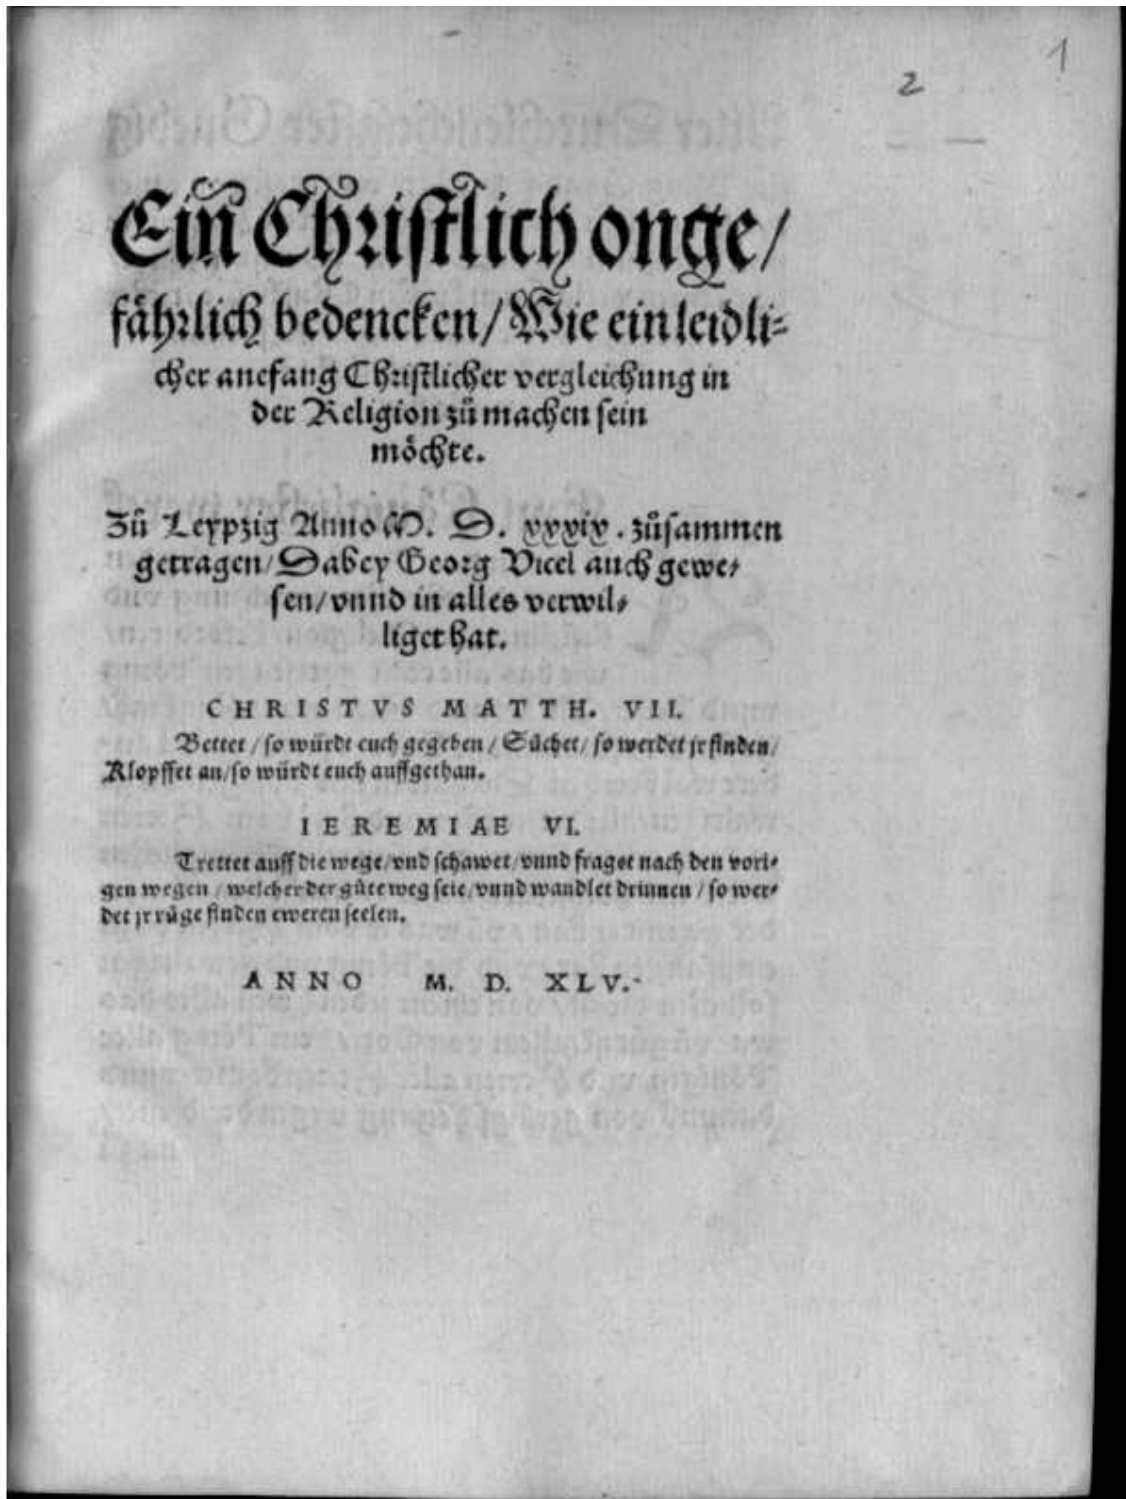 1
2
Ein Christlich onge/
fährlich bedencken/ Wie ein leidli-
cher anefang Christlicher vergleichung in
der Religion zů machen sein
möchte.
Zů Leypzig Anno M. D. xxxix. zůsammen
getragen/ Dabey Georg Vicel auch gewe-
sen/ vnnd in alles verwil-
liget hat.
CHRISTVS MATTH. VII.
Bettet / so würdt euch gegeben / Sůchet/ so werdet jr finden/
Klopffet an/ so würdt euch auffgethan.
IEREMIAE VI.
Trettet auff die wege/ vnd schawet/ vnnd fraget nach den vori-
gen wegen / welcher der gůte weg seie/ vnnd wandlet drinnen / so wer-
det jr růge finden eweren seelen.
ANNO M. D. XLV.